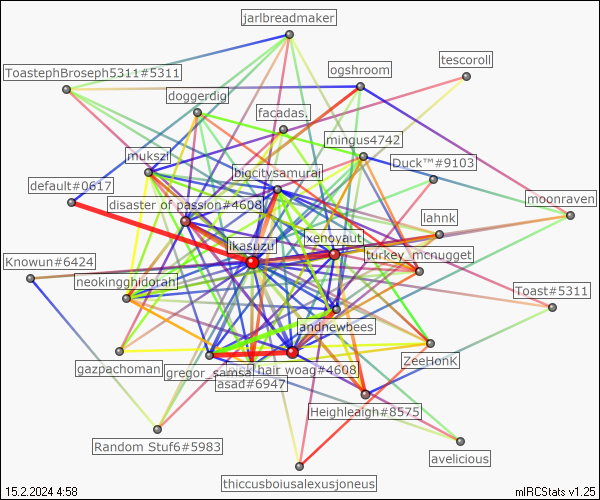 jarlbreadmaker
tescoroll
ogshroom
ToastephBroseph5311#5311
doggerdig
facadas.
mingus4742
mukszi
Duck™#9103
bigcitysamurai
default#0617
moonraven
disaster of passion#4608
lahnk
xenoyaut
lkasuzu
turkey_mcnugget
Knowun#6424
neokingghidorah
Toast#5311
andnewbees
ZeeHonK
gazpachoman
gregor_samsa
hair woag#4608
asad#6947
Heighleaigh#8575
Random Stuf6#5983
avelicious
thiccusboiusalexusjoneus
15.2.2024 4:58
mIRCStats v1.25